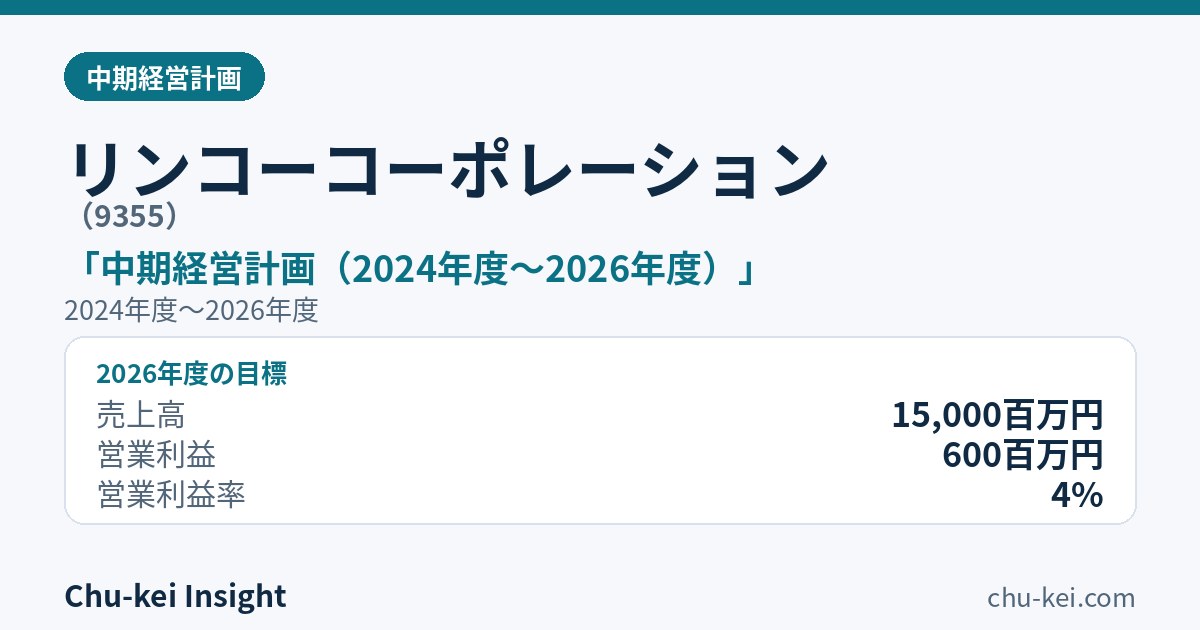 中期経営計画
リンコーコーポレーション
（9355）
「中期経営計画（2024年度～2026年度）」
2024年度～2026年度
2026年度の目標
売上高 15,000百万円
営業利益 600百万円
営業利益率 4%
Chu-kei Insight chu-kei.com